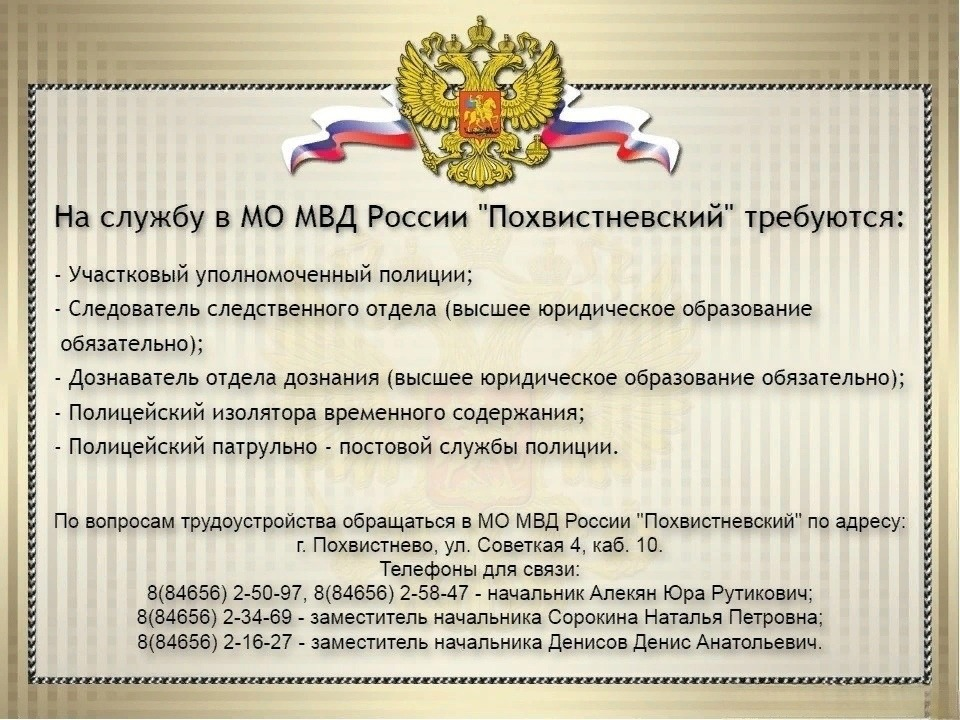 На службу в МО МВД России "Похвистневский" требуются:
- Участковый уполномоченный полиции;
- Следователь следственного отдела (высшее юридическое образование
обязательно);
- Дознаватель отдела дознания (высшее юридическое образование обязательно);
- Полицейский изолятора временного содержания;
- Полицейский патрульно - постовой службы полиции.
По вопросам трудоустройства обращаться в МО МВД России "Похвистневский" по адресу:
г. Похвистнево, ул. Советкая 4, каб. 10.
Телефоны для связи:
8(84656) 2-50-97, 8(84656) 2-58-47 - начальник Алекян Юра Рутикович;
8(84656) 2-34-69 - заместитель начальника Сорокина Наталья Петровна;
8(84656) 2-16-27 - заместитель начальника Денисов Денис Анатольевич.